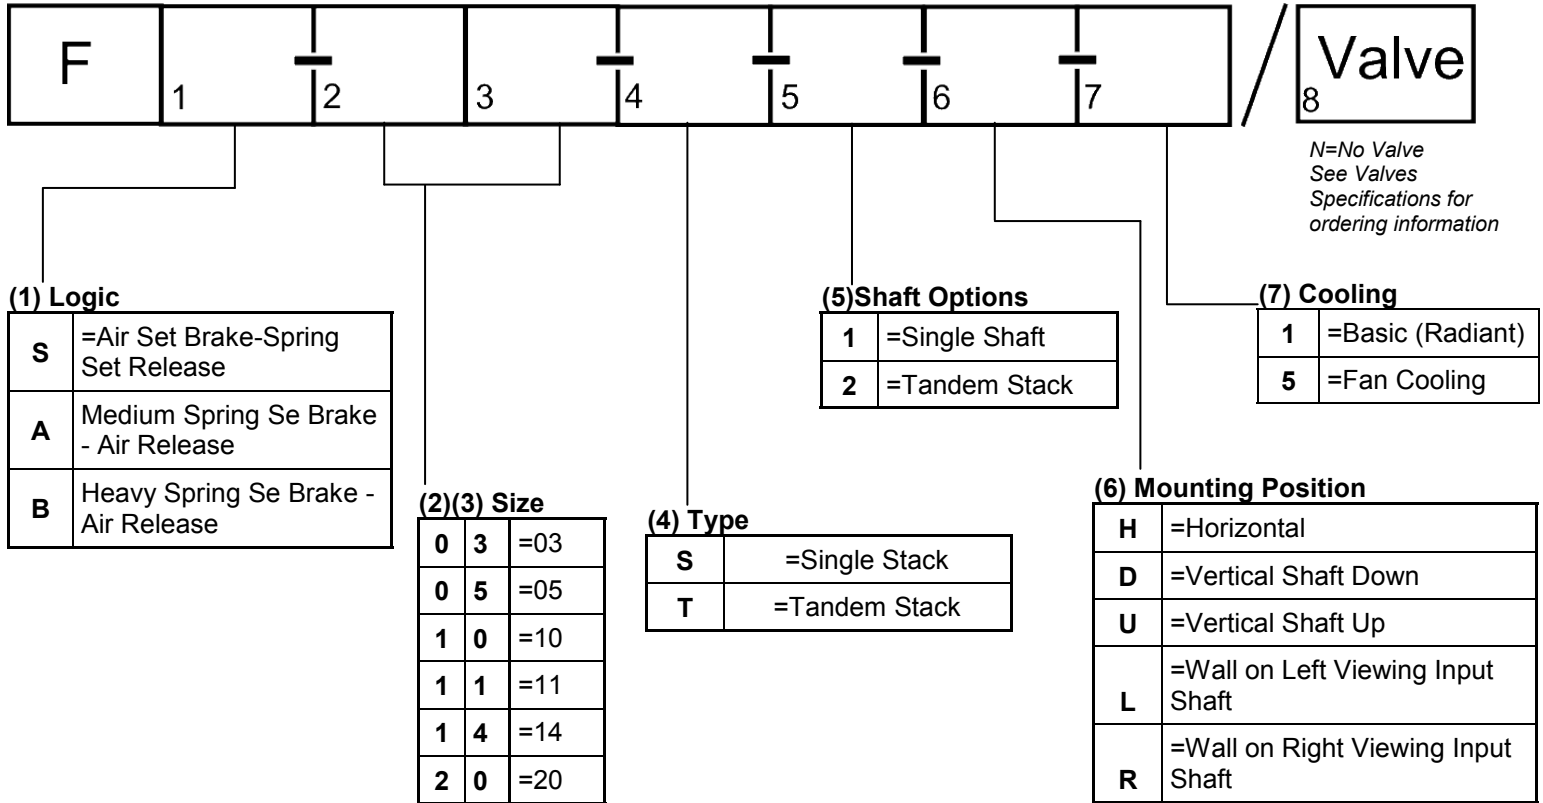 F 1 2 3 4 5 6 7 / Valve 8
N=No Valve
See Valves
Specifications for
ordering information
(1) Logic
S =Air Set Brake-Spring
Set Release
A Medium Spring Se Brake
- Air Release
B Heavy Spring Se Brake -
Air Release
(2)(3) Size
0 3 =03
0 5 =05
1 0 =10
1 1 =11
1 4 =14
2 0 =20
(4) Type
S =Single Stack
T =Tandem Stack
(5)Shaft Options
1 =Single Shaft
2 =Tandem Stack
(6) Mounting Position
H =Horizontal
D =Vertical Shaft Down
U =Vertical Shaft Up
L =Wall on Left Viewing Input
Shaft
R =Wall on Right Viewing Input
Shaft
(7) Cooling
1 =Basic (Radiant)
5 =Fan Cooling